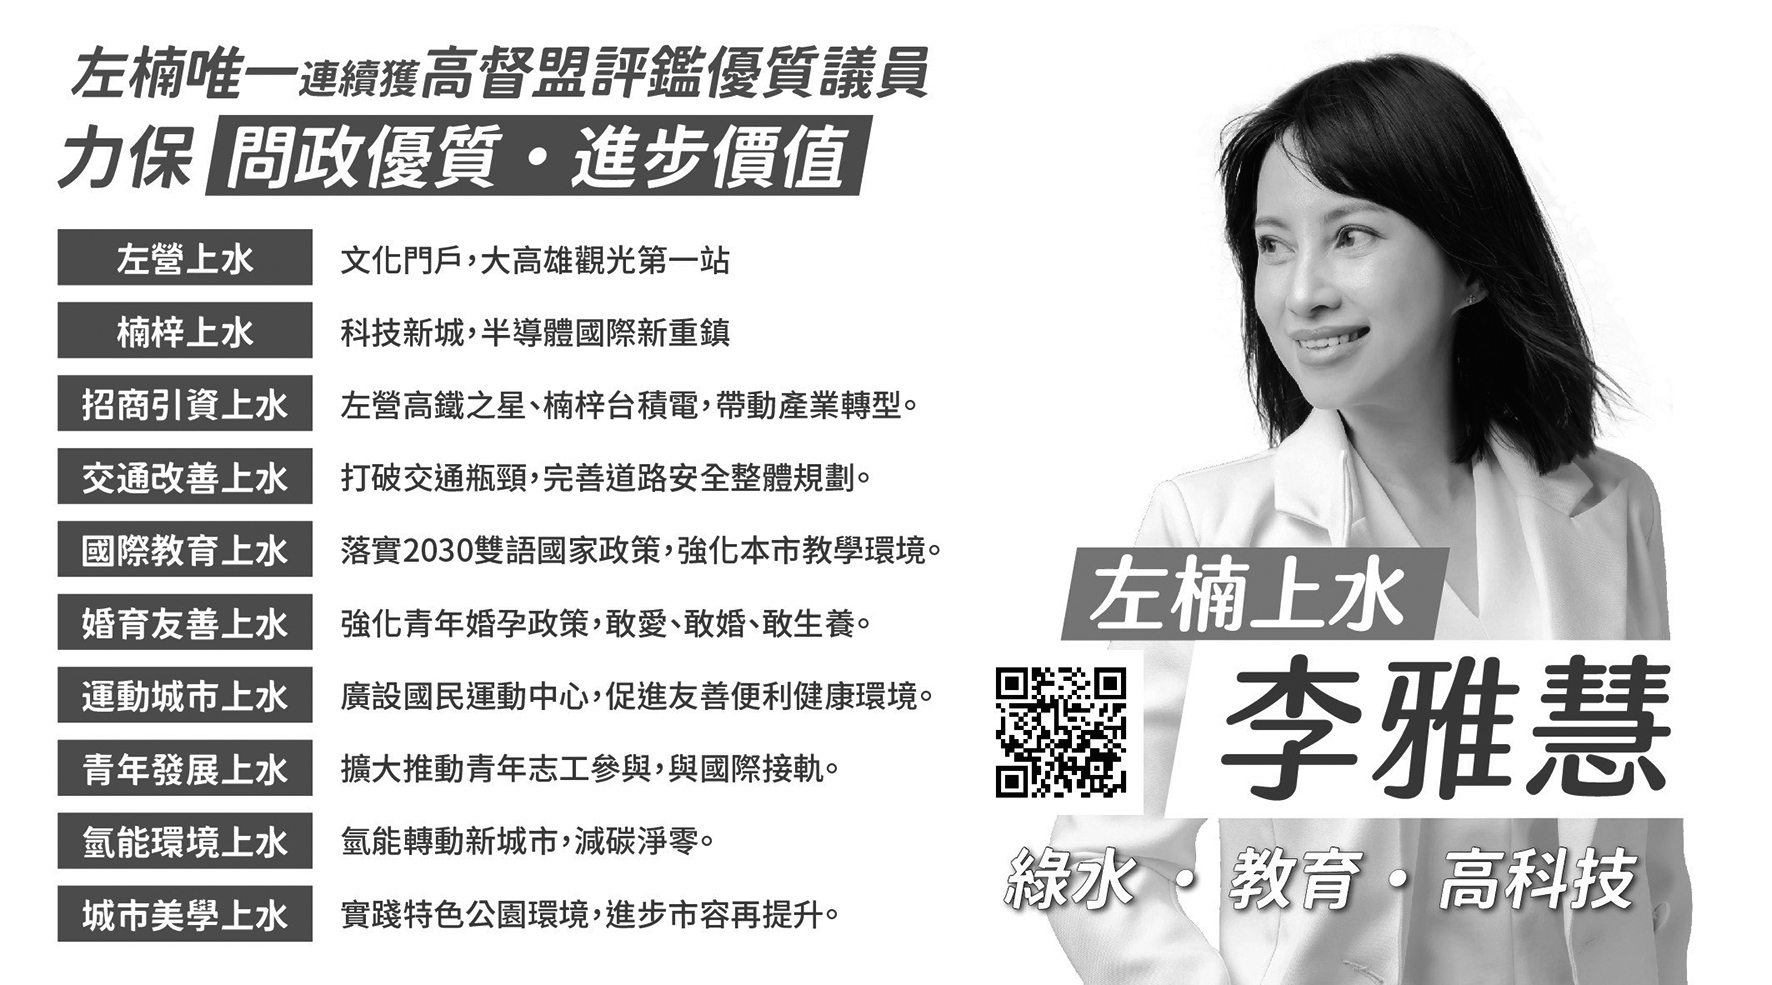 左楠唯一連續獲高督盟評鑑優質議員
力保 問政優質・進步價值
左營上水 文化門戶,大高雄觀光第一站
楠梓上水 科技新城,半導體國際新重鎮
招商引資上水 左營高鐵之星、楠梓台積電,帶動產業轉型。
交通改善上水 打破交通瓶頸,完善道路安全整體規劃。
國際教育上水 落實2030雙語國家政策,強化本市教學環境。
婚育友善上水 強化青年婚孕政策,敢愛、敢婚、敢生養。
運動城市上水 廣設國民運動中心,促進友善便利健康環境。
青年發展上水 擴大推動青年志工參與,與國際接軌。
氫能環境上水 氫能轉動新城市,減碳淨零。
城市美學上水 實踐特色公園環境,進步市容再提升。
左楠上水
李雅慧
綠水・教育・高科技